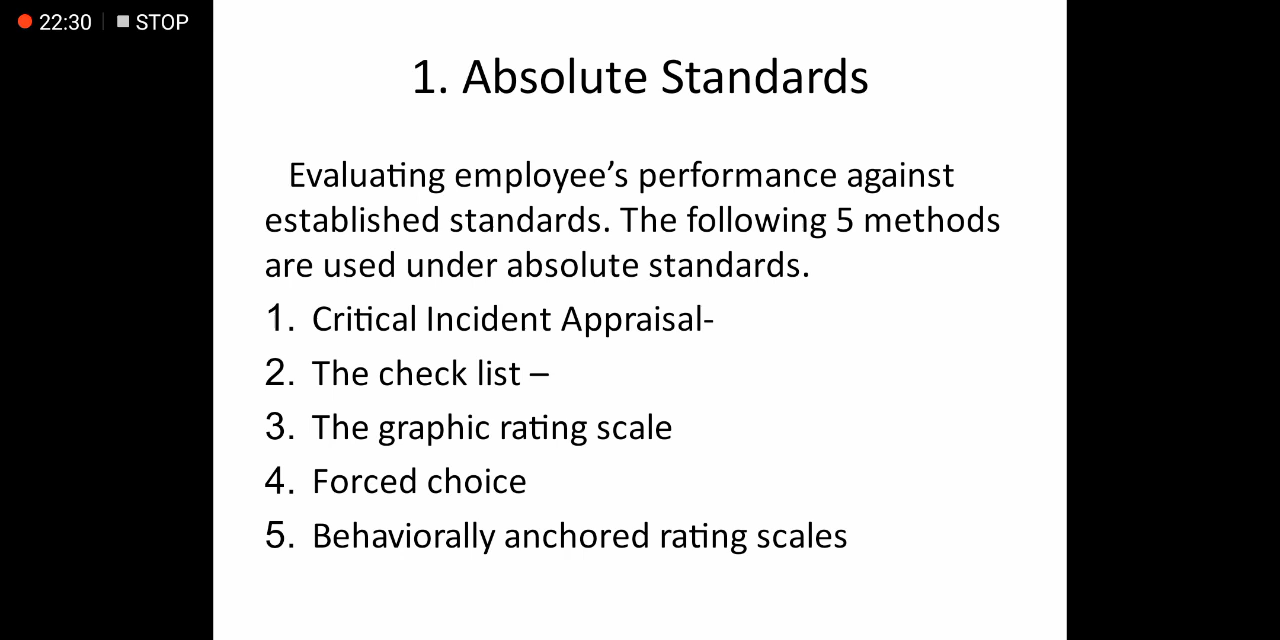 22:30 STOP
1. Absolute Standards
Evaluating employee’s performance against
established standards. The following 5 methods
are used under absolute standards.
1. Critical Incident Appraisal-
2. The check list –
3. The graphic rating scale
4. Forced choice
5. Behaviorally anchored rating scales